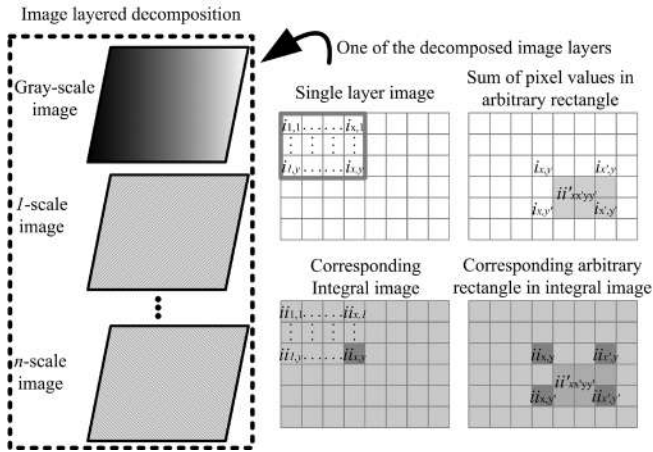 Image layered decomposition
Gray-scale
image
1-scale
image
n-scale
image
One of the decomposed image layers
Single layer image
i1,1 . . . . . . ix,1
i1,y . . . . . . ix,y
Sum of pixel values in
arbitrary rectangle
ix,y ix',y
ii'xx'yy'
ix,y' ix',y'
Corresponding
Integral image
ii1,1 . . . . . . iix,1
ii1,y . . . . . . iix,y
Corresponding arbitrary
rectangle in integral image
iix,y iix',y
ii'xx'yy'
iix,y' iix',y'